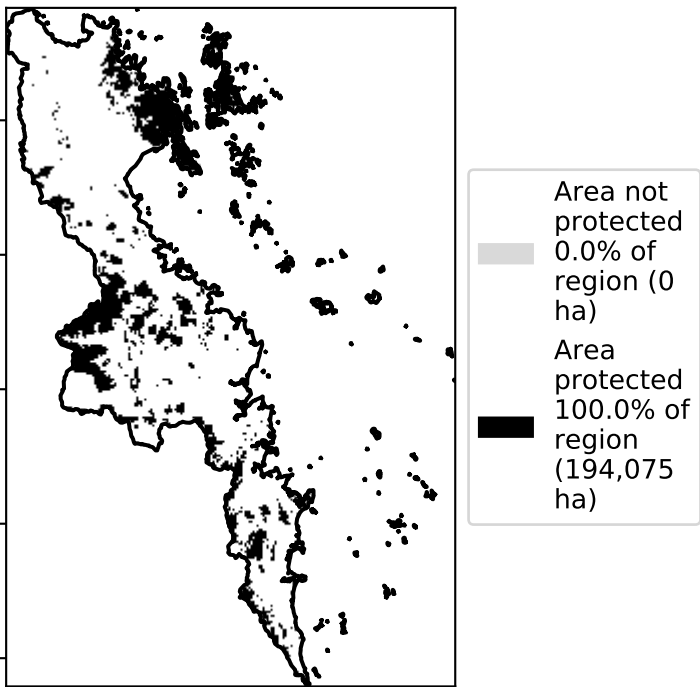 Area not
protected
0.0% of
region (0
ha)
Area
protected
100.0% of
region
(194,075
ha)